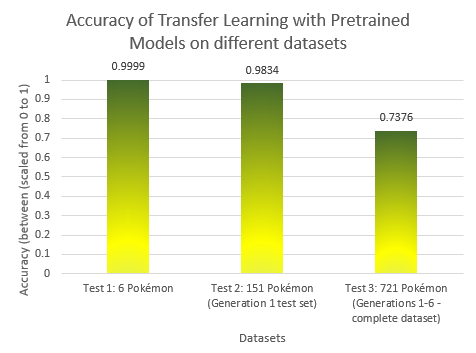 Accuracy of Transfer Learning with Pretrained
Models on different datasets
0.9999
0.9834
0.7376
Accuracy (between (scaled from 0 to 1)
1
0.9
0.8
0.7
0.6
0.5
0.4
0.3
0.2
0.1
0
Test 1: 6 Pokémon
Test 2: 151 Pokémon
(Generation 1 test set)
Test 3: 721 Pokémon
(Generations 1-6 -
complete dataset)
Datasets